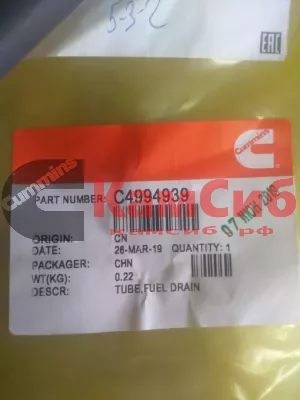 5-3-2
EAC
cummins
PART NUMBER: C4994939
КамСиб
камсиб.рф
ORIGIN: CN
DATE: 26-MAR-19 QUANTITY: 1
PACKAGER: CHN
WT(KG): 0.22
DESCR: TUBE,FUEL DRAIN